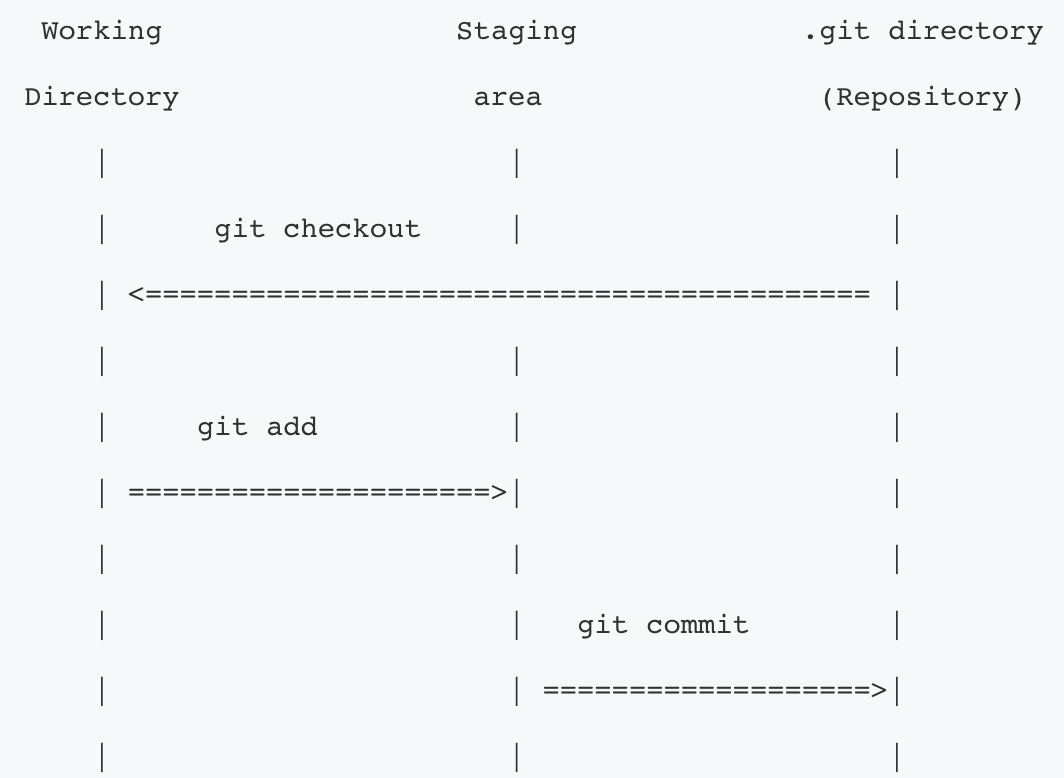 Working                 Staging             .git directory
Directory                 area                (Repository)
    |                       |                     |
    |      git checkout     |                     |
    | <========================================== |
    |                       |                     |
    |     git add           |                     |
    | =====================>|                     |
    |                       |                     |
    |                       |   git commit        |
    |                       | ===================>|
    |                       |                     |